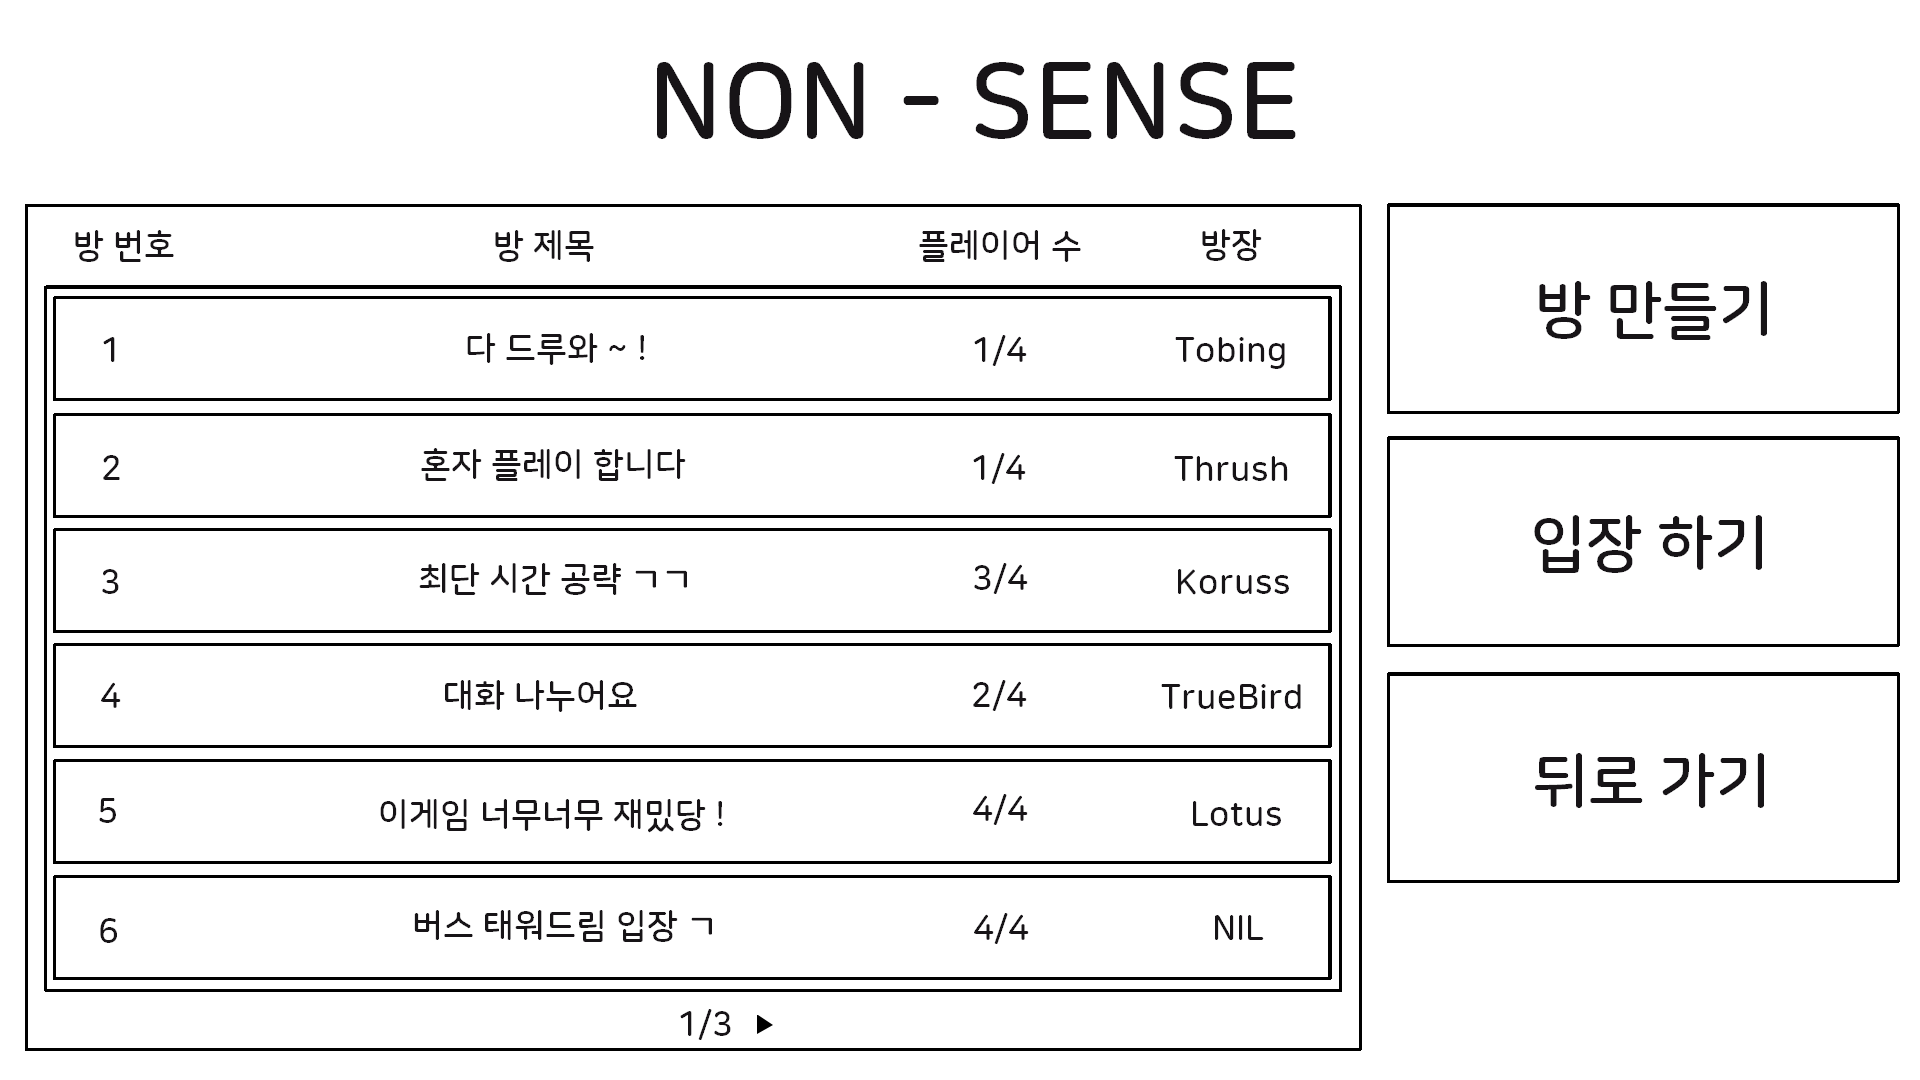 NON - SENSE
방 번호 방 제목 플레이어 수 방장
1 다 드루와 ~ ! 1/4 Tobing
2 혼자 플레이 합니다 1/4 Thrush
3 최단 시간 공략 ㄱㄱ 3/4 Koruss
4 대화 나누어요 2/4 TrueBird
5 이게임 너무너무 재밌당 ! 4/4 Lotus
6 버스 태워드림 입장 ㄱ 4/4 NIL
1/3 ▶
방 만들기
입장 하기
뒤로 가기